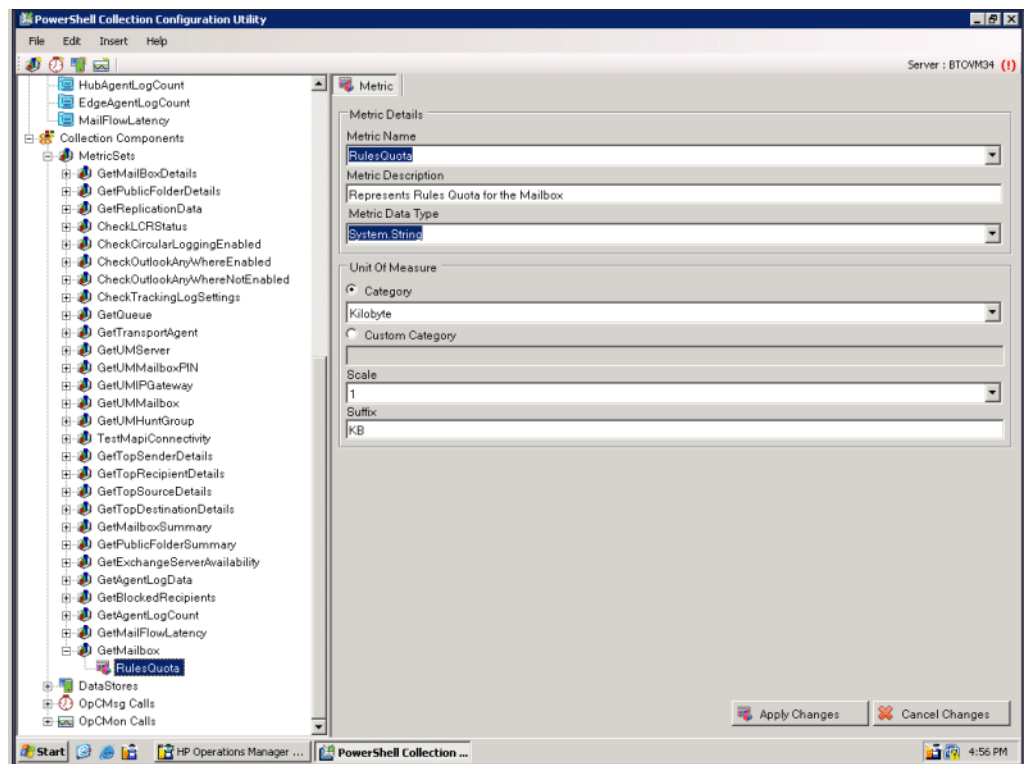 PowerShell Collection Configuration Utility
File Edit Insert Help
Server : BTOVM34 (!)
HubAgentLogCount
EdgeAgentLogCount
MailFlowLatency
Collection Components
MetricSets
GetMailBoxDetails
GetPublicFolderDetails
GetReplicationData
CheckLCRStatus
CheckCircularLoggingEnabled
CheckOutlookAnyWhereEnabled
CheckOutlookAnyWhereNotEnabled
CheckTrackingLogSettings
GetQueue
GetTransportAgent
GetUMServer
GetUMMailboxPIN
GetUMIPGateway
GetUMMailbox
GetUMHuntGroup
TestMapiConnectivity
GetTopSenderDetails
GetTopRecipientDetails
GetTopSourceDetails
GetTopDestinationDetails
GetMailboxSummary
GetPublicFolderSummary
GetExchangeServerAvailability
GetAgentLogData
GetBlockedRecipients
GetAgentLogCount
GetMailFlowLatency
GetMailbox
RulesQuota
DataStores
OpCMsg Calls
OpCMon Calls
Metric
Metric Details
Metric Name
RulesQuota
Metric Description
Represents Rules Quota for the Mailbox
Metric Data Type
System.String
Unit Of Measure
Category
Kilobyte
Custom Category
Scale
1
Suffix
KB
Apply Changes
Cancel Changes
Start
HP Operations Manager ...
PowerShell Collection ...
4:56 PM